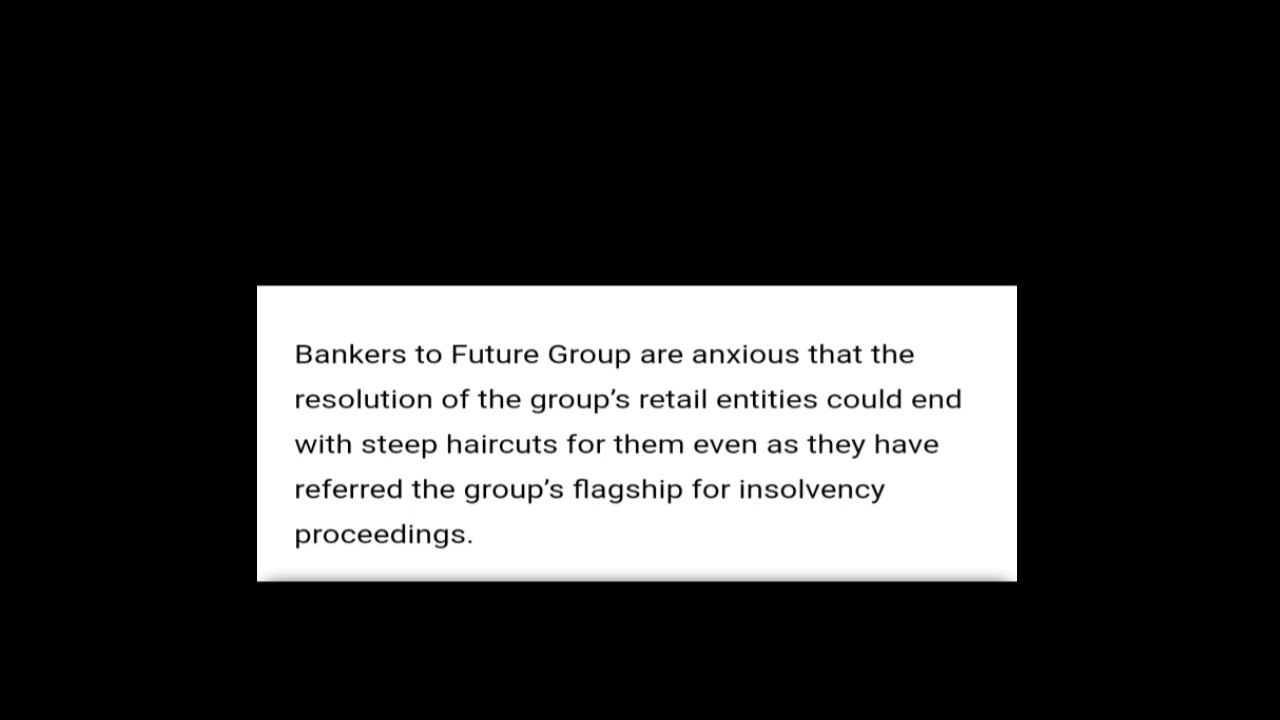 Bankers to Future Group are anxious that the
resolution of the group’s retail entities could end
with steep haircuts for them even as they have
referred the group’s flagship for insolvency
proceedings.